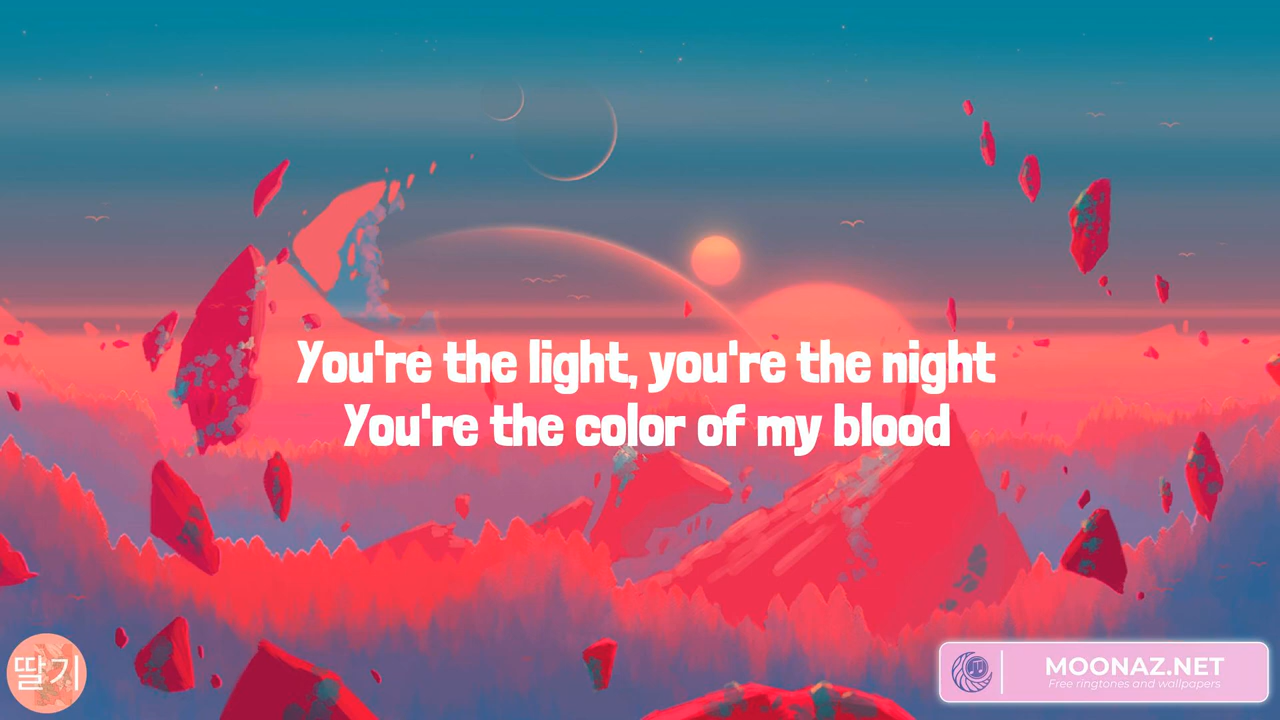 You're the light, you're the night
You're the color of my blood
딸기
MOONAZ.NET
Free ringtones and wallpapers